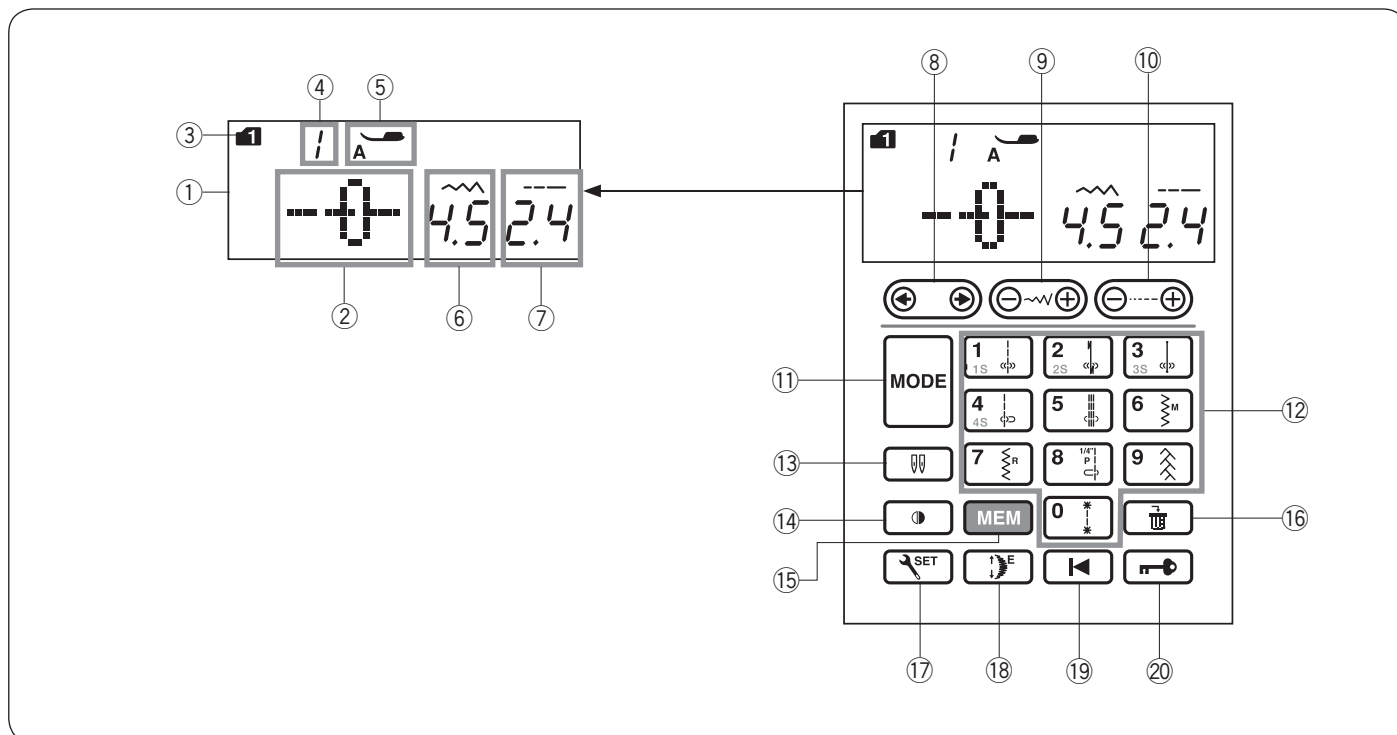 ④ ⑤
③ 1 1 A
① 4.5 2.4
② ⑥ ⑦
⑧ ⑨ ⑩
1 1 A
4.5 2.4
⑪ MODE
1 1S 2 2S 3 3S
4 4S 5 6 M
⑫
7 R 8 1/4" P 9
⑬
⑭ MEM 0 ⑯
⑮
SET E
⑰ ⑱ ⑲ ⑳